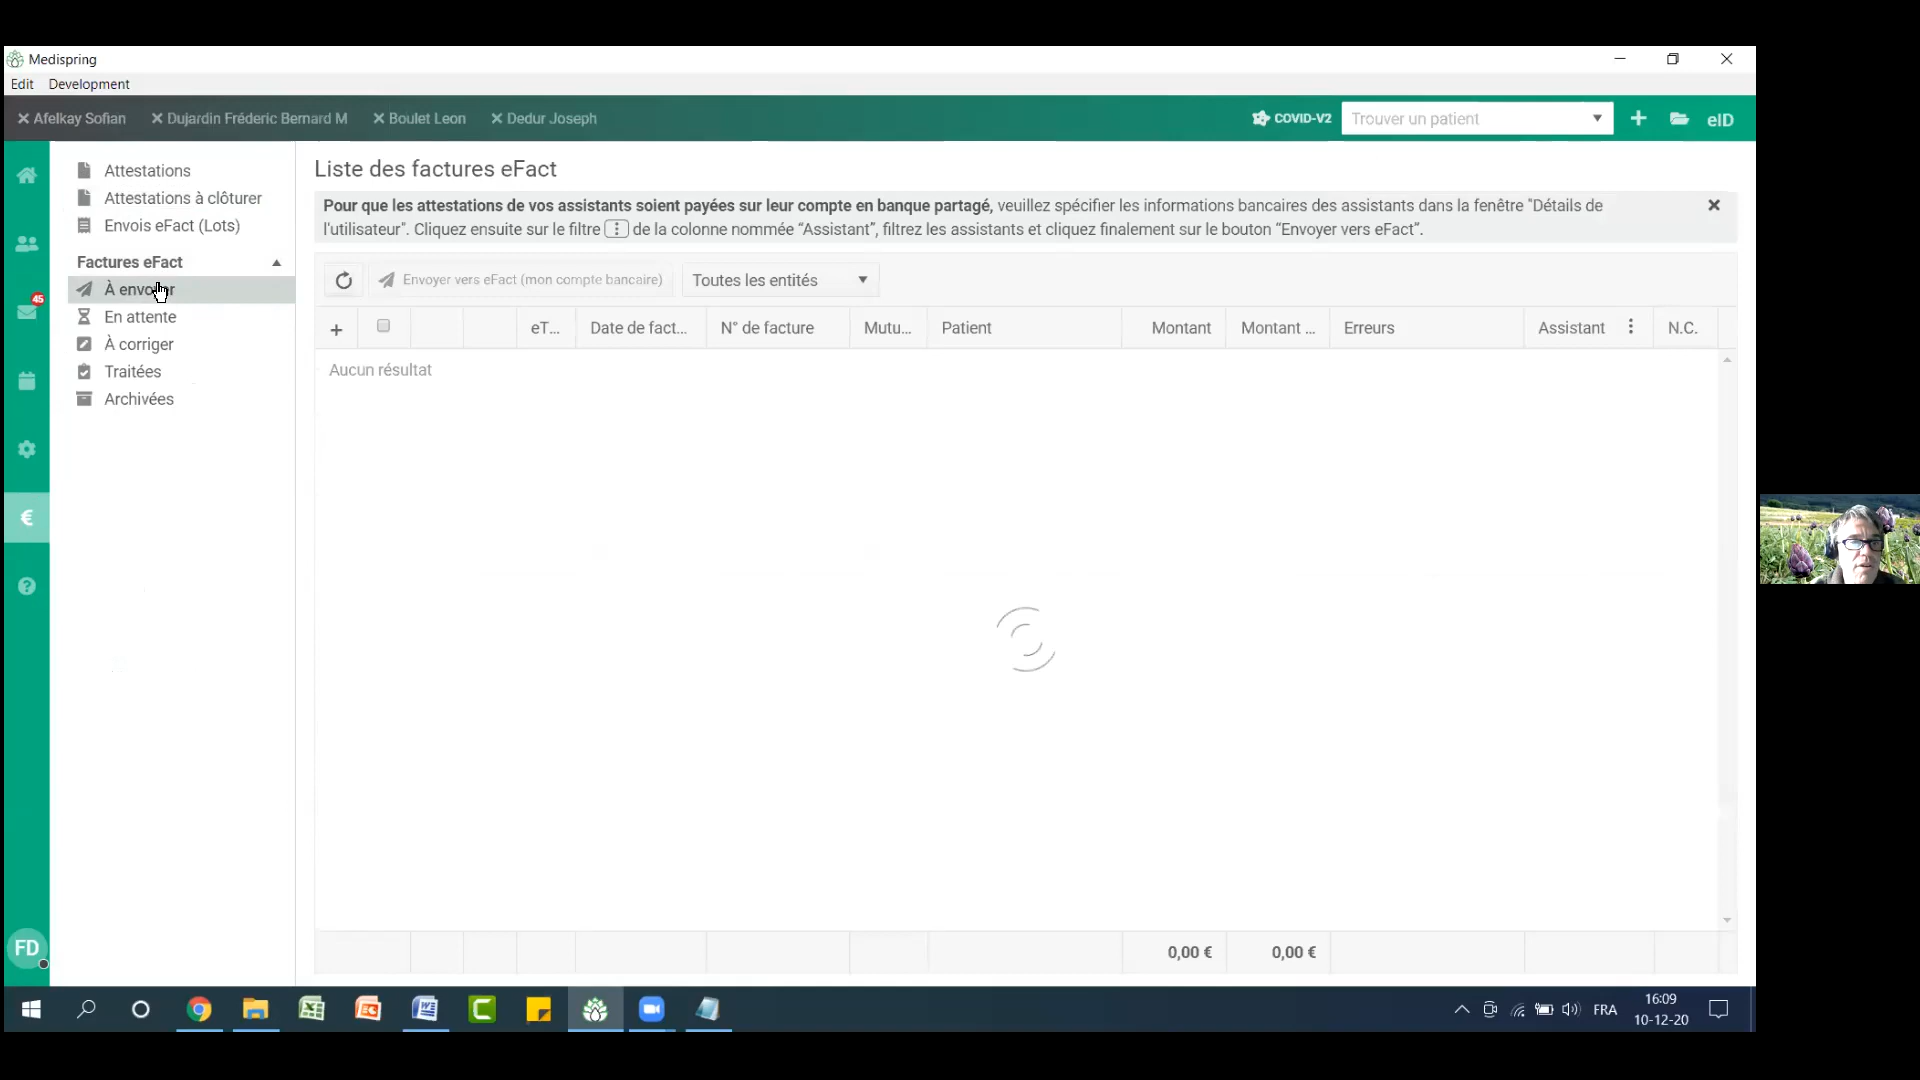 Medispring
Edit Development
× Afelkay Sofian × Dujardin Fréderic Bernard M × Boulet Leon × Dedur Joseph COVID-V2 Trouver un patient eID
Attestations
Attestations à clôturer
Envois eFact (Lots)
Factures eFact
À envoyer
En attente
À corriger
Traitées
Archivées
45
€
FD
Liste des factures eFact
Pour que les attestations de vos assistants soient payées sur leur compte en banque partagé, veuillez spécifier les informations bancaires des assistants dans la fenêtre "Détails de
l'utilisateur". Cliquez ensuite sur le filtre de la colonne nommée “Assistant”, filtrez les assistants et cliquez finalement sur le bouton “Envoyer vers eFact”.
Envoyer vers eFact (mon compte bancaire) Toutes les entités
eT... Date de fact... N° de facture Mutu... Patient Montant Montant ... Erreurs Assistant N.C.
Aucun résultat
0,00 € 0,00 €
FRA 16:09
10-12-20